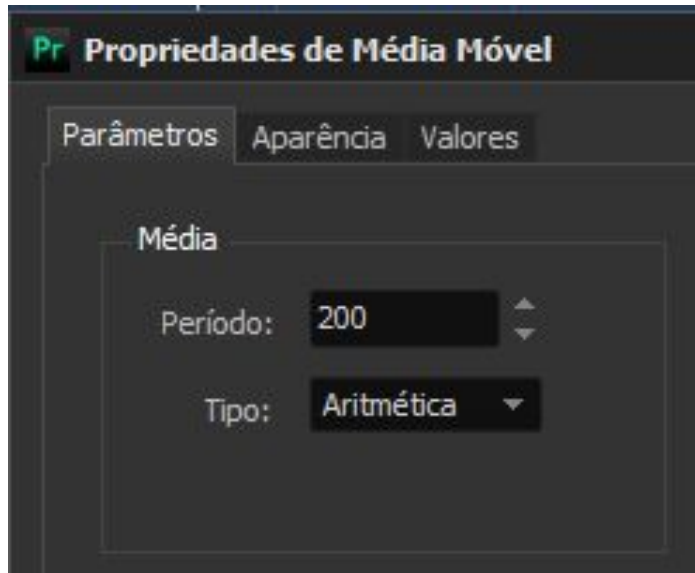 Pr Propriedades de Média Móvel
Parâmetros Aparência Valores
Média
Período: 200
Tipo: Aritmética